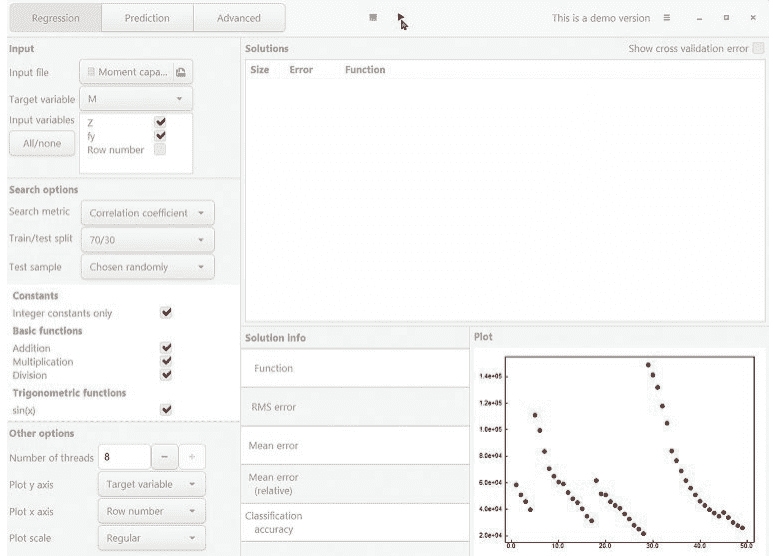 Regression Prediction Advanced This is a demo version
Input
Input file Moment capa...
Target variable M
Input variables Z
fy
All/none
Row number
Search options
Search metric Correlation coefficient
Train/test split 70/30
Test sample Chosen randomly
Constants
Integer constants only
Basic functions
Addition
Multiplication
Division
Trigonometric functions
sin(x)
Other options
Number of threads 8 - +
Plot y axis Target variable
Plot x axis Row number
Plot scale Regular
Solutions Show cross validation error
Size Error Function
Solution info
Function
RMS error
Mean error
Mean error
(relative)
Classification
accuracy
Plot
1.4e+05
1.2e+05
1.0e+05
8.0e+04
6.0e+04
4.0e+04
2.0e+04
0.0 10.0 20.0 30.0 40.0 50.0